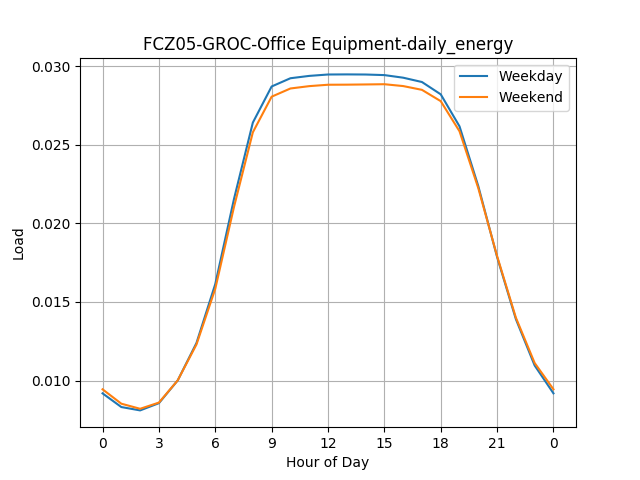 FCZ05-GROC-Office Equipment-daily_energy
Weekday
Weekend
0.030
0.025
0.020
0.015
0.010
Load
0 3 6 9 12 15 18 21 0
Hour of Day